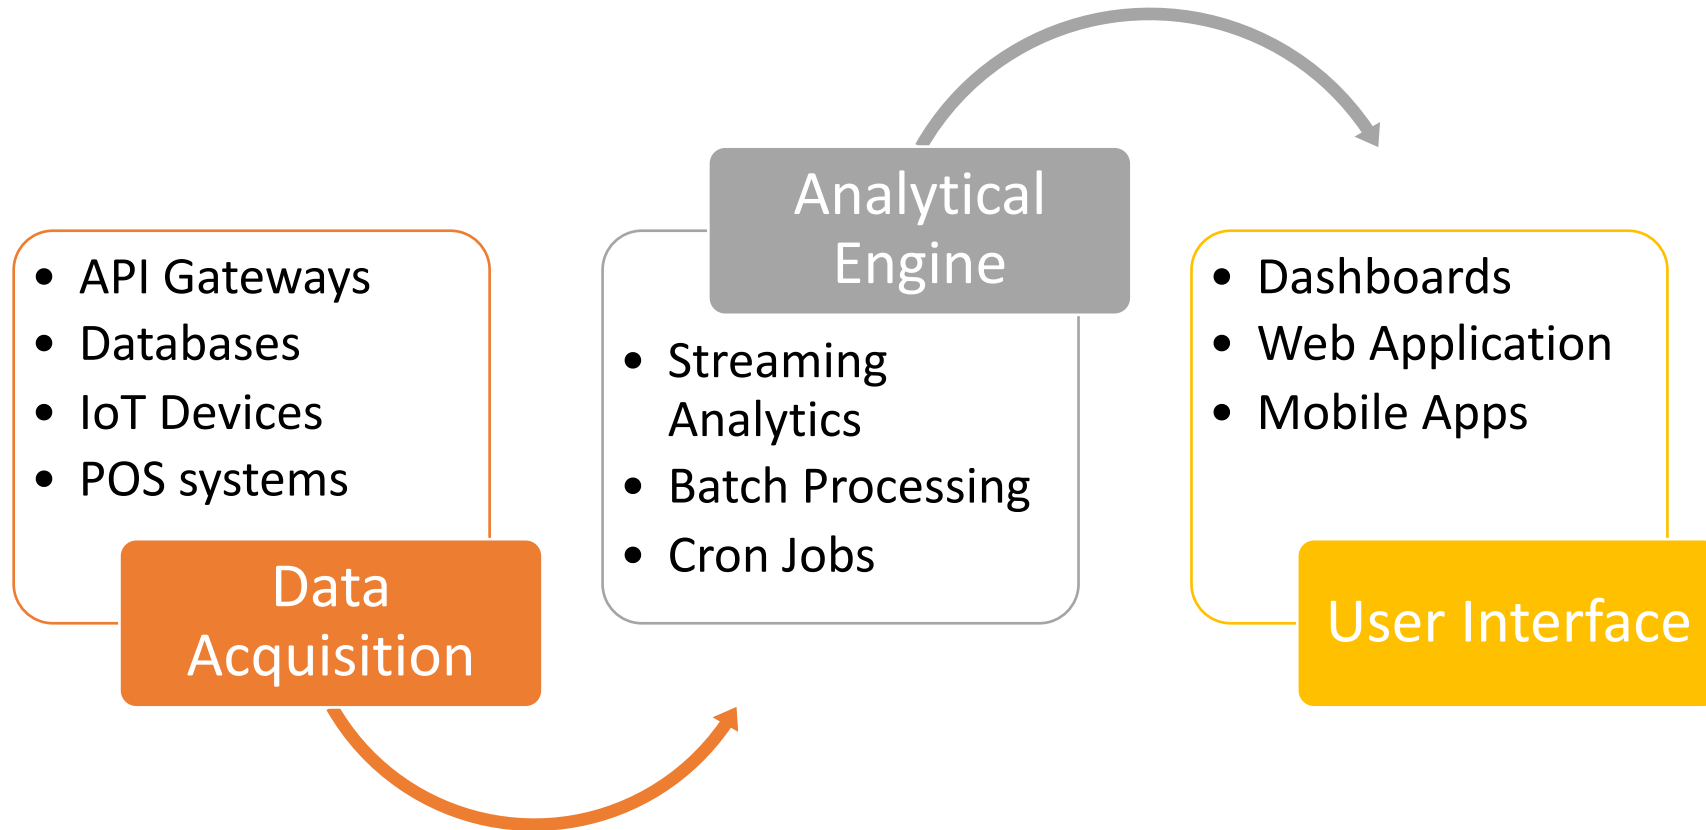 • API Gateways
• Databases
• IoT Devices
• POS systems
Data
Acquisition
Analytical
Engine
• Streaming
Analytics
• Batch Processing
• Cron Jobs
• Dashboards
• Web Application
• Mobile Apps
User Interface